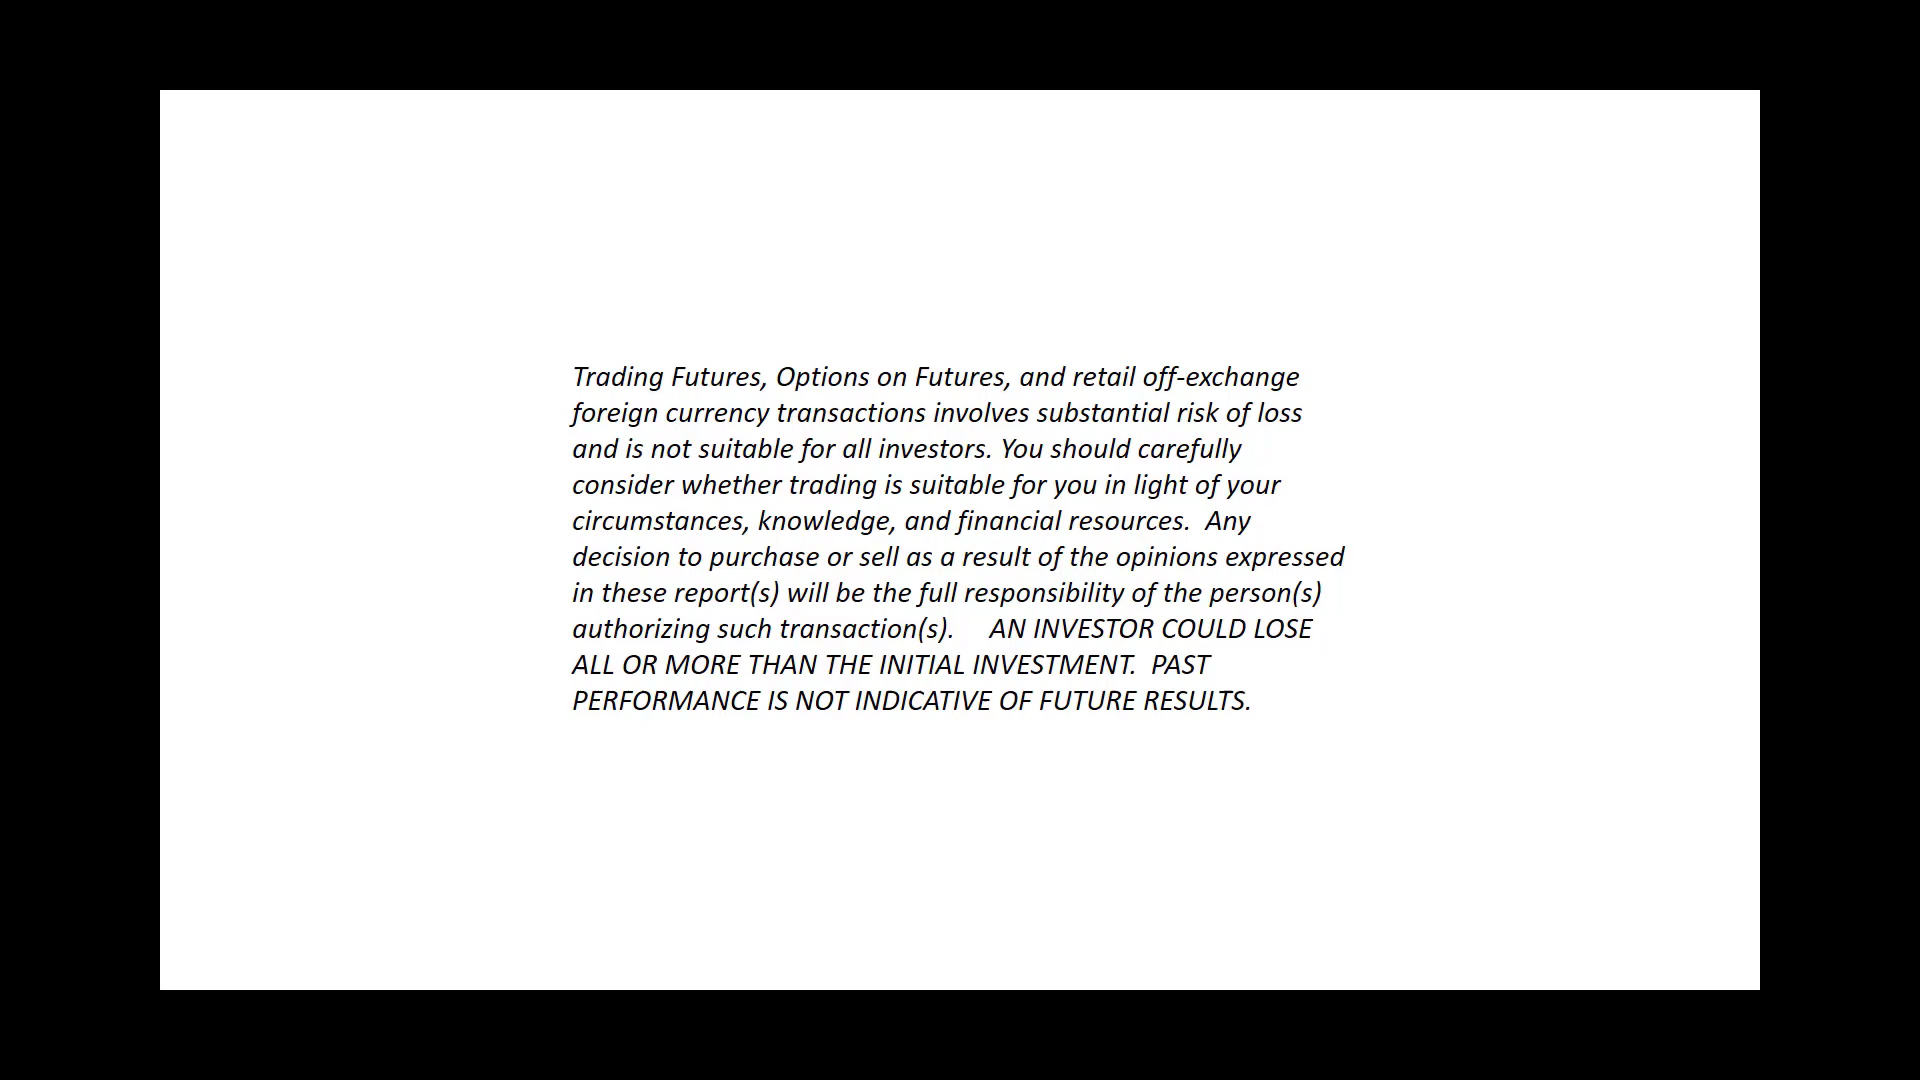 Trading Futures, Options on Futures, and retail off-exchange
foreign currency transactions involves substantial risk of loss
and is not suitable for all investors. You should carefully
consider whether trading is suitable for you in light of your
circumstances, knowledge, and financial resources.  Any
decision to purchase or sell as a result of the opinions expressed
in these report(s) will be the full responsibility of the person(s)
authorizing such transaction(s).     AN INVESTOR COULD LOSE
ALL OR MORE THAN THE INITIAL INVESTMENT.  PAST
PERFORMANCE IS NOT INDICATIVE OF FUTURE RESULTS.